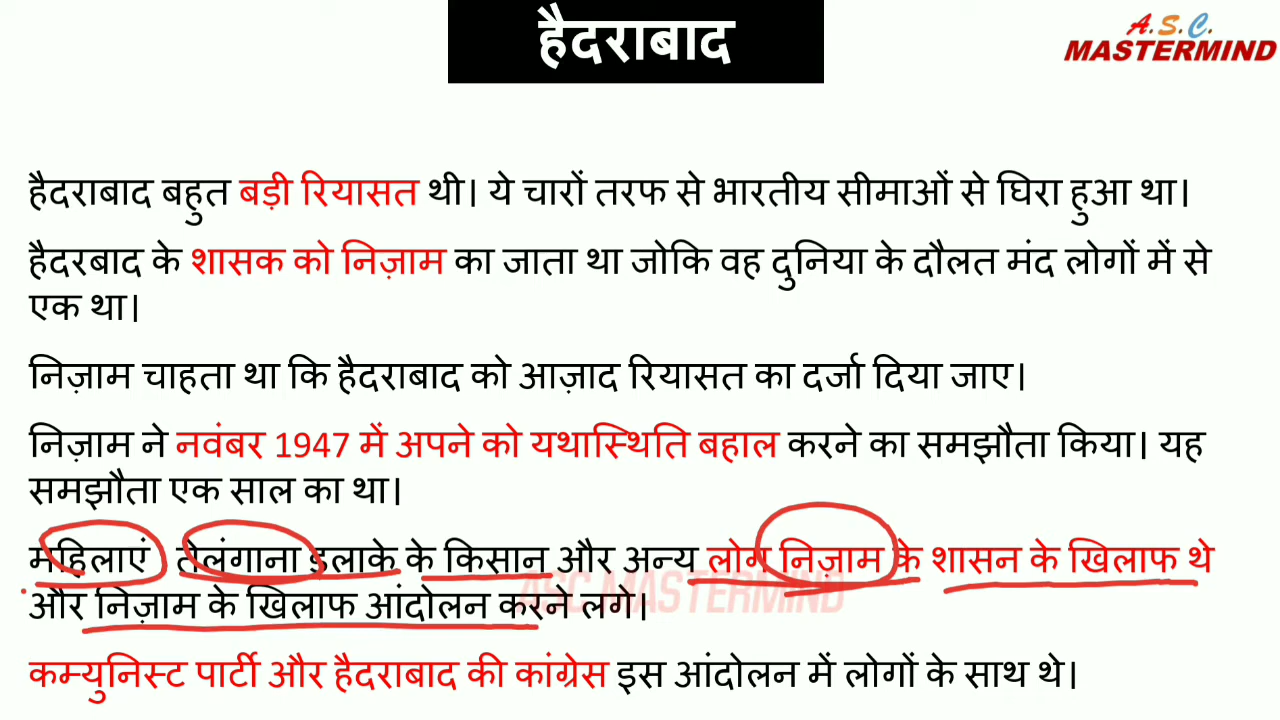 हैदराबाद
A.S.C.
MASTERMIND
हैदराबाद बहुत बड़ी रियासत थी। ये चारों तरफ से भारतीय सीमाओं से घिरा हुआ था।
हैदरबाद के शासक को निज़ाम का जाता था जोकि वह दुनिया के दौलत मंद लोगों में से
एक था।
निज़ाम चाहता था कि हैदराबाद को आज़ाद रियासत का दर्जा दिया जाए।
निज़ाम ने नवंबर 1947 में अपने को यथास्थिति बहाल करने का समझौता किया। यह
समझौता एक साल का था।
महिलाएं तेलंगाना इलाके के किसान और अन्य लोग निज़ाम के शासन के खिलाफ थे
और निज़ाम के खिलाफ आंदोलन करने लगे।
ASC MASTERMIND
कम्युनिस्ट पार्टी और हैदराबाद की कांग्रेस इस आंदोलन में लोगों के साथ थे।